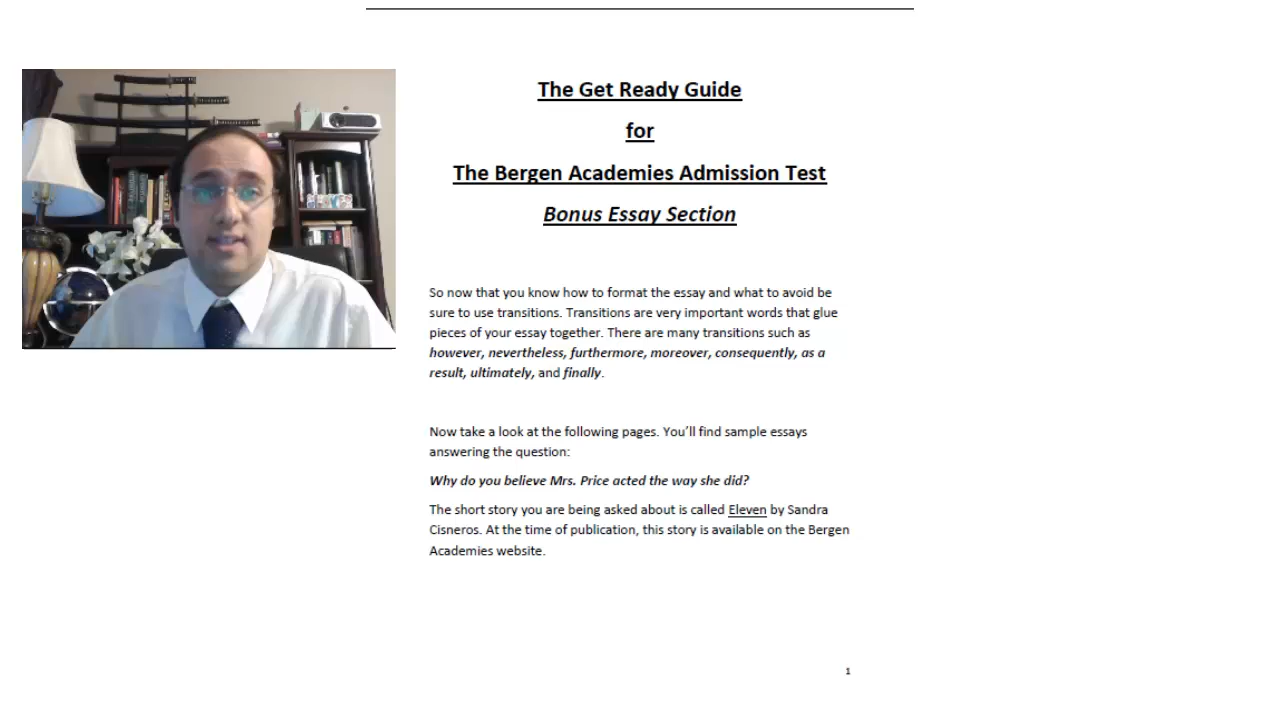 The Get Ready Guide
for
The Bergen Academies Admission Test
Bonus Essay Section
So now that you know how to format the essay and what to avoid be
sure to use transitions. Transitions are very important words that glue
pieces of your essay together. There are many transitions such as
however, nevertheless, furthermore, moreover, consequently, as a
result, ultimately, and finally.
Now take a look at the following pages. You'll find sample essays
answering the question:
Why do you believe Mrs. Price acted the way she did?
The short story you are being asked about is called Eleven by Sandra
Cisneros. At the time of publication, this story is available on the Bergen
Academies website.
1